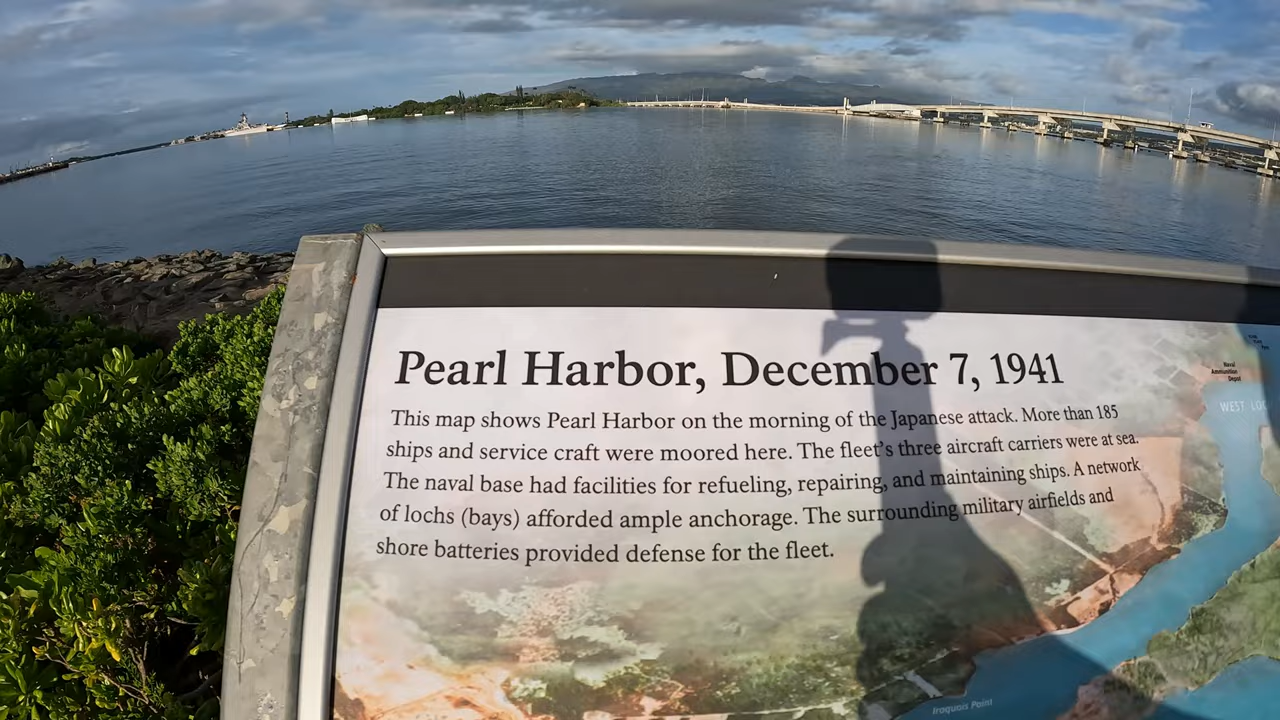 Pearl Harbor, December 7, 1941
This map shows Pearl Harbor on the morning of the Japanese attack. More than 185
ships and service craft were moored here. The fleet's three aircraft carriers were at sea.
The naval base had facilities for refueling, repairing, and maintaining ships. A network
of lochs (bays) afforded ample anchorage. The surrounding military airfields and
shore batteries provided defense for the fleet.
Naval
Ammunition
Depot
WEST LOC
Iroquois Point